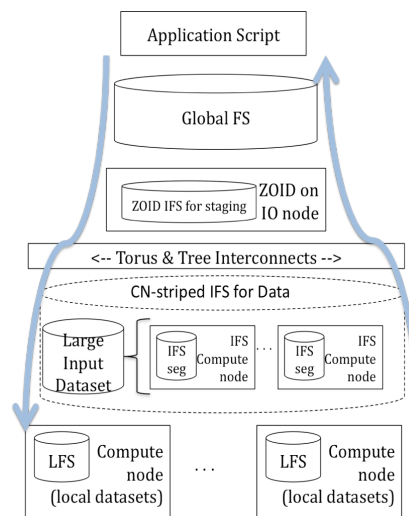 Application Script
Global FS
ZOID IFS for staging
ZOID on
IO node
<-- Torus & Tree Interconnects -->
CN-striped IFS for Data
Large
Input
Dataset
IFS
seg
IFS
Compute
node
...
IFS
seg
IFS
Compute
node
LFS
Compute
node
(local datasets)
...
LFS
Compute
node
(local datasets)